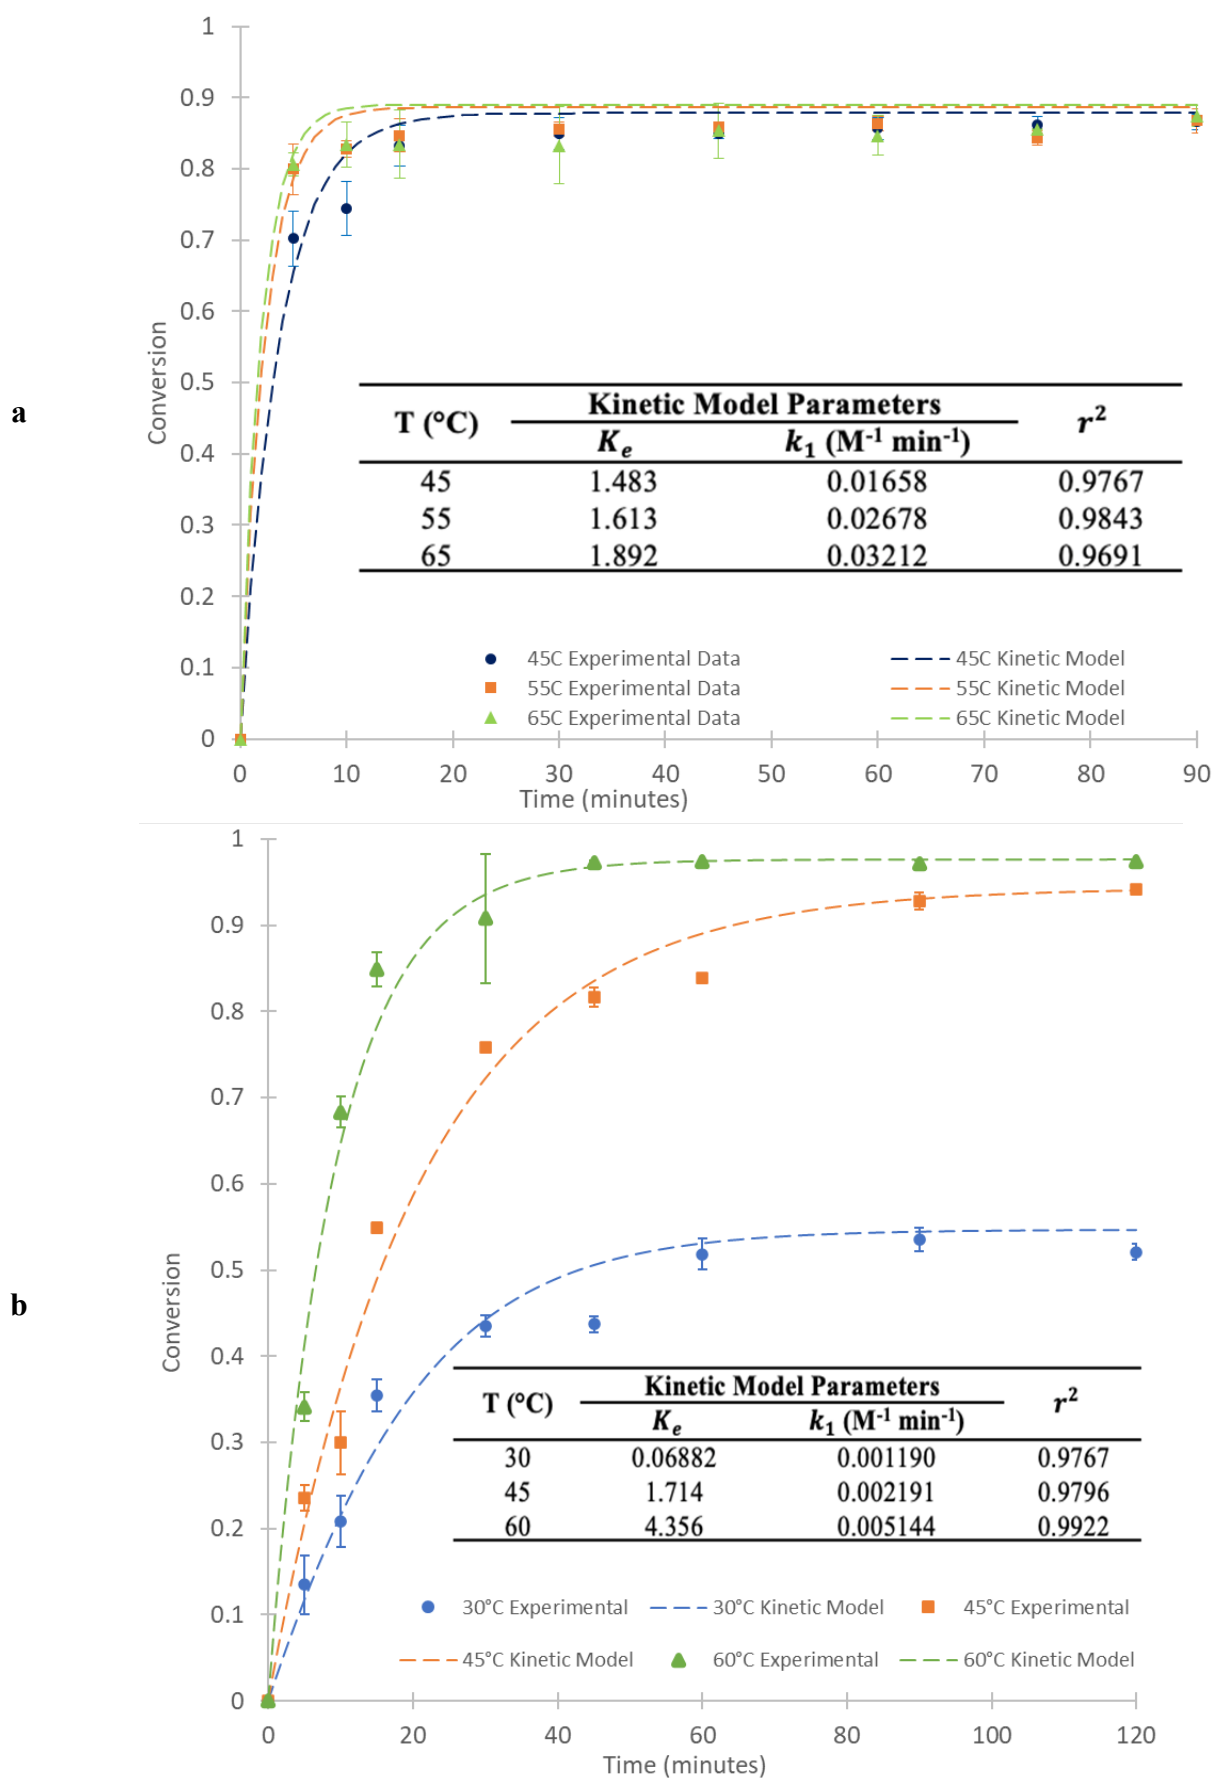 a
1
0.9
0.8
0.7
0.6
0.5
0.4
0.3
0.2
0.1
0
Conversion
T (°C) Kinetic Model Parameters r²
Kₑ k₁ (M⁻¹ min⁻¹)
45 1.483 0.01658 0.9767
55 1.613 0.02678 0.9843
65 1.892 0.03212 0.9691
45C Experimental Data 45C Kinetic Model
55C Experimental Data 55C Kinetic Model
65C Experimental Data 65C Kinetic Model
0 10 20 30 40 50 60 70 80 90
Time (minutes)
b
1
0.9
0.8
0.7
0.6
0.5
0.4
0.3
0.2
0.1
0
Conversion
T (°C) Kinetic Model Parameters r²
Kₑ k₁ (M⁻¹ min⁻¹)
30 0.06882 0.001190 0.9767
45 1.714 0.002191 0.9796
60 4.356 0.005144 0.9922
30°C Experimental 30°C Kinetic Model 45°C Experimental
45°C Kinetic Model 60°C Experimental 60°C Kinetic Model
0 20 40 60 80 100 120
Time (minutes)